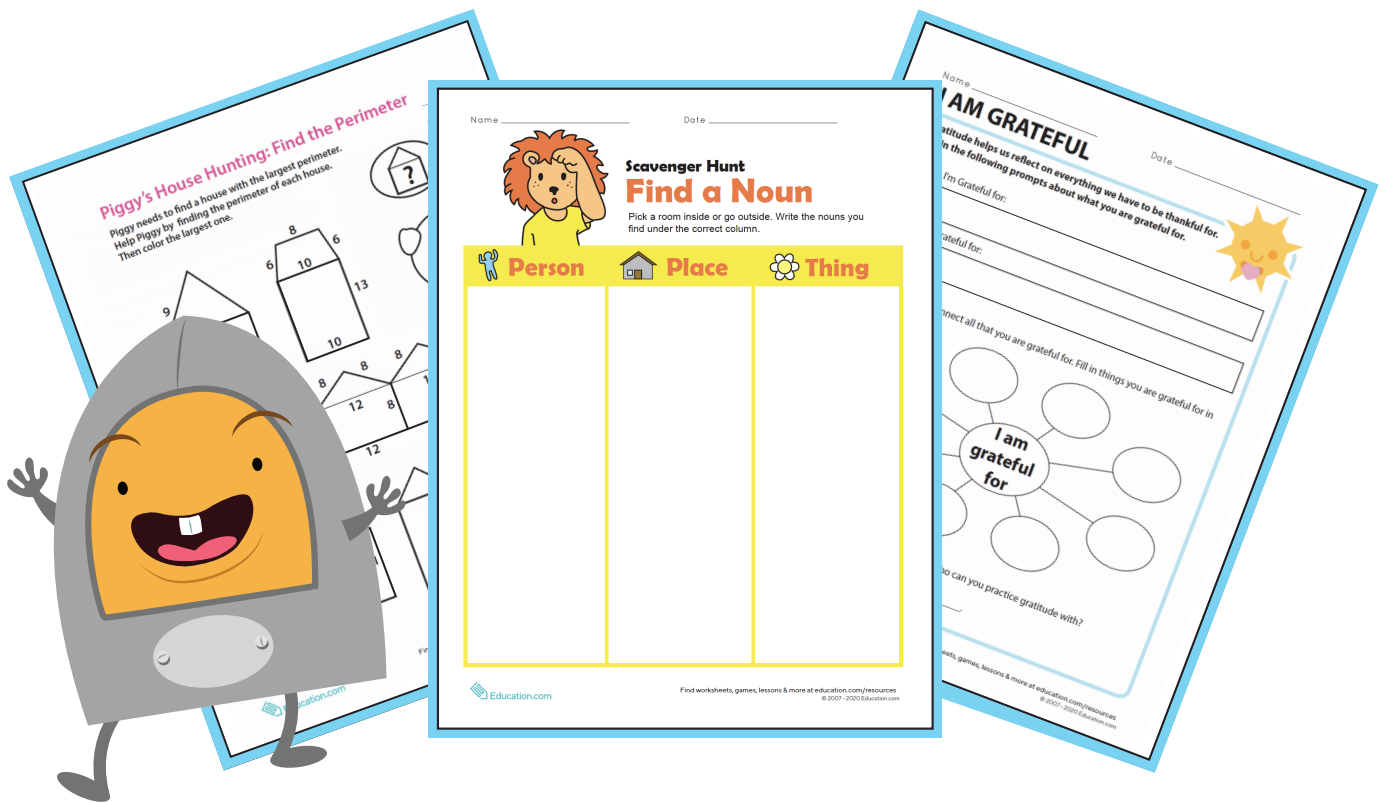 Piggy's House Hunting: Find the Perimeter
Piggy needs to find a house with the largest perimeter.
Help Piggy by finding the perimeter of each house.
Then color the largest one.
?
8
6
6
10
13
10
9
8
8
8
12
8
12
Education.com
Name
Date
Scavenger Hunt
Find a Noun
Pick a room inside or go outside. Write the nouns you
find under the correct column.
Person Place Thing
Education.com
Find worksheets, games, lessons & more at education.com/resources
© 2007 - 2020 Education.com
Name
Date
I AM GRATEFUL
helps us reflect on everything we have to be thankful for.
in the following prompts about what you are grateful for.
I'm Grateful for:
for:
all that you are grateful for. Fill in things you are grateful for in
I am
grateful
for
can you practice gratitude with?
games, lessons & more at education.com/resources
© 2007 - 2020 Education.com